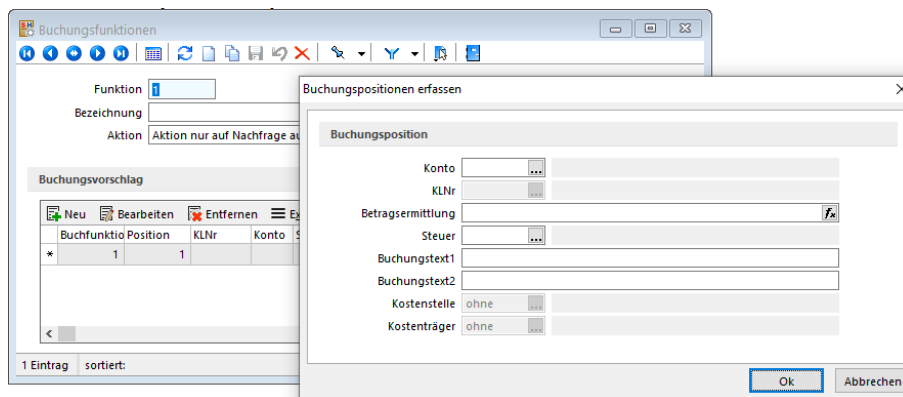 Buchungsfunktionen
Funktion 1
Bezeichnung
Aktion Aktion nur auf Nachfrage au
Buchungsvorschlag
Neu Bearbeiten Entfernen
Buchfunktio Position KLNr Konto
* 1 1
1 Eintrag sortiert:
Buchungspositionen erfassen
Buchungsposition
Konto ...
KLNr ...
Betragsermittlung fx
Steuer ...
Buchungstext1
Buchungstext2
Kostenstelle ohne ...
Kostenträger ohne ...
Ok Abbrechen